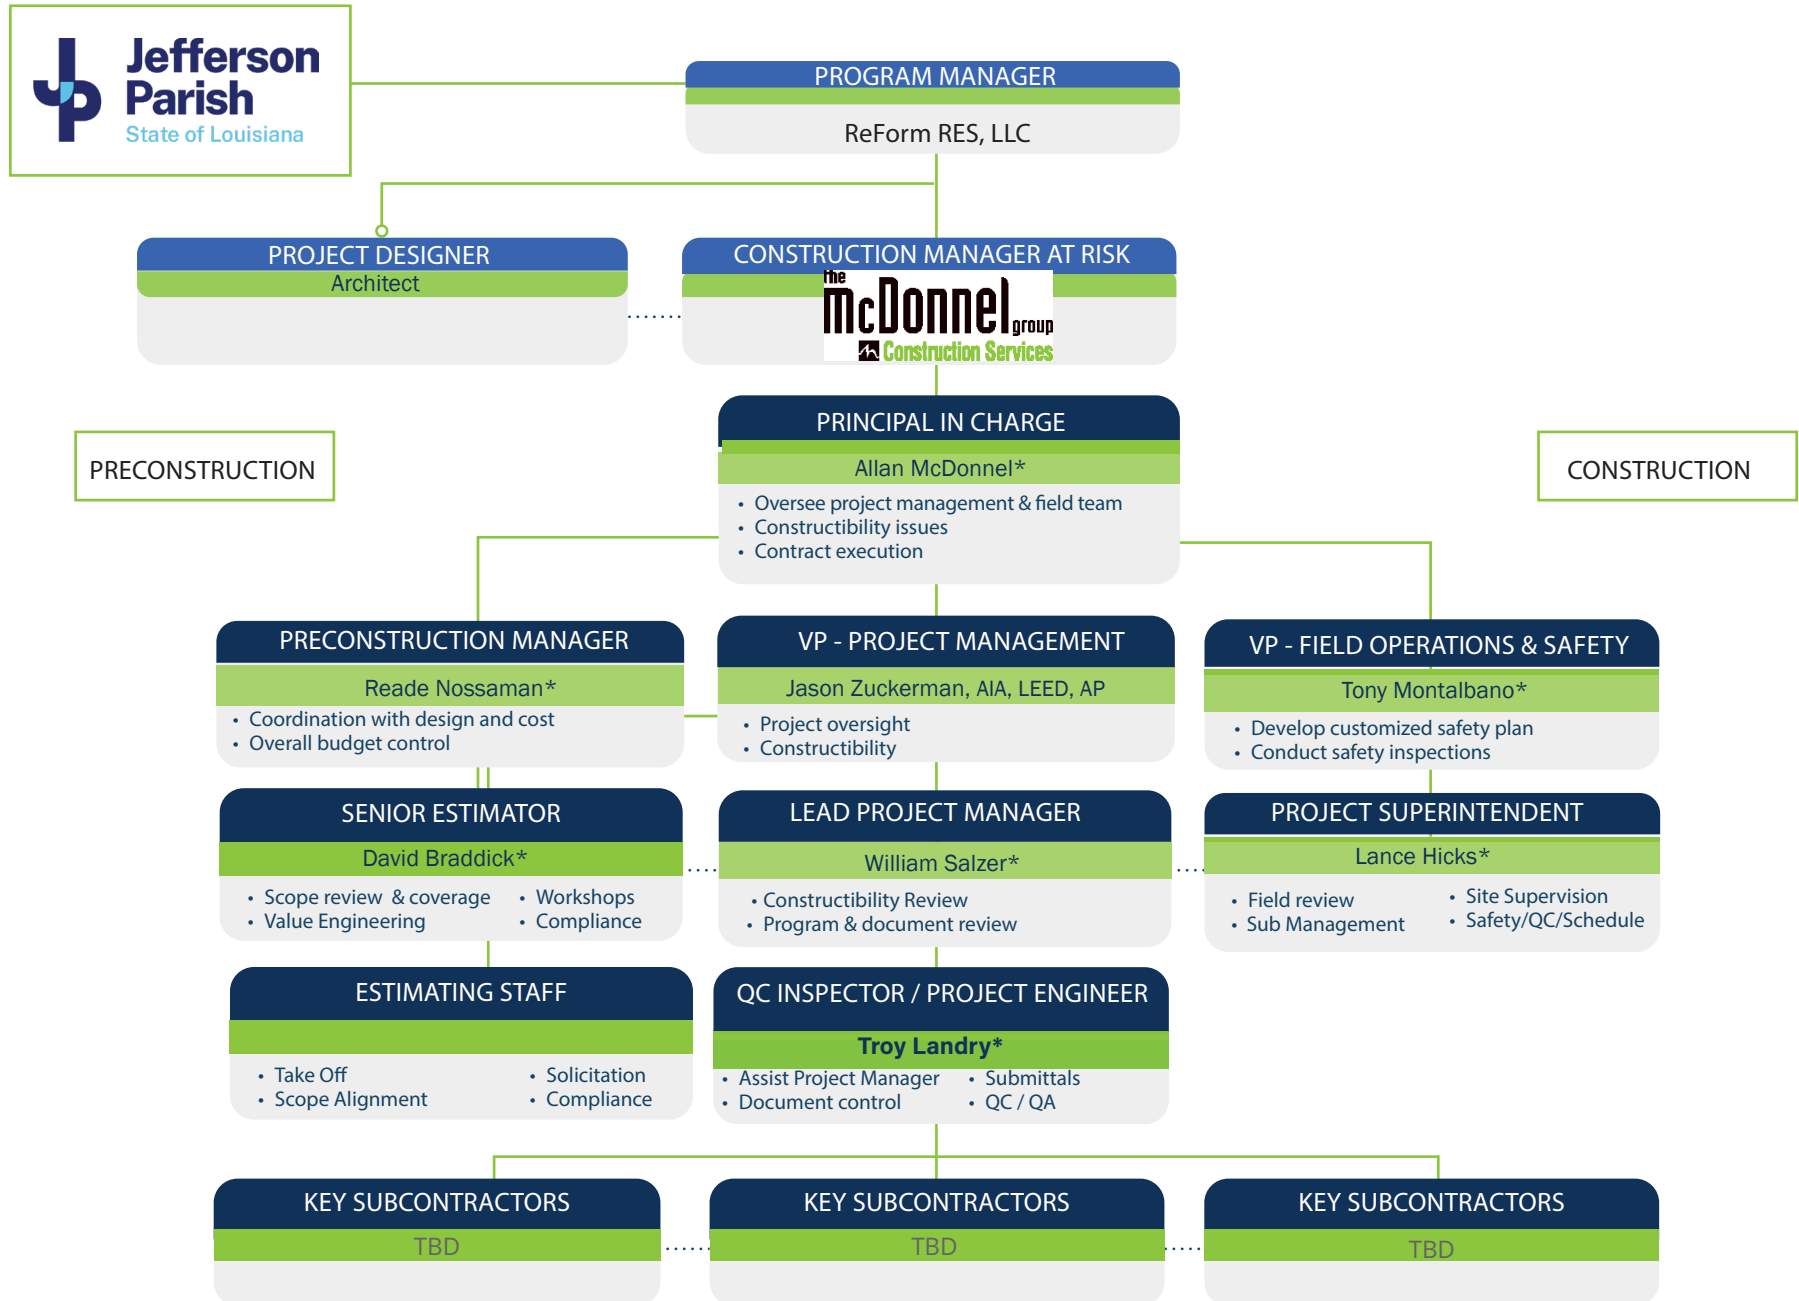 Jefferson
Parish
State of Louisiana
PROGRAM MANAGER
ReForm RES, LLC
PROJECT DESIGNER
Architect
CONSTRUCTION MANAGER AT RISK
the
mcDonnel
group
Construction Services
PRECONSTRUCTION
PRINCIPAL IN CHARGE
Allan McDonnel*
• Oversee project management & field team
• Constructibility issues
• Contract execution
CONSTRUCTION
PRECONSTRUCTION MANAGER
Reade Nossaman*
• Coordination with design and cost
• Overall budget control
VP - PROJECT MANAGEMENT
Jason Zuckerman, AIA, LEED, AP
• Project oversight
• Constructibility
VP - FIELD OPERATIONS & SAFETY
Tony Montalbano*
• Develop customized safety plan
• Conduct safety inspections
SENIOR ESTIMATOR
David Braddick*
• Scope review & coverage
• Value Engineering
• Workshops
• Compliance
LEAD PROJECT MANAGER
William Salzer*
• Constructibility Review
• Program & document review
PROJECT SUPERINTENDENT
Lance Hicks*
• Field review
• Sub Management
• Site Supervision
• Safety/QC/Schedule
ESTIMATING STAFF
• Take Off
• Scope Alignment
• Solicitation
• Compliance
QC INSPECTOR / PROJECT ENGINEER
Troy Landry*
• Assist Project Manager
• Document control
• Submittals
• QC / QA
KEY SUBCONTRACTORS
TBD
KEY SUBCONTRACTORS
TBD
KEY SUBCONTRACTORS
TBD